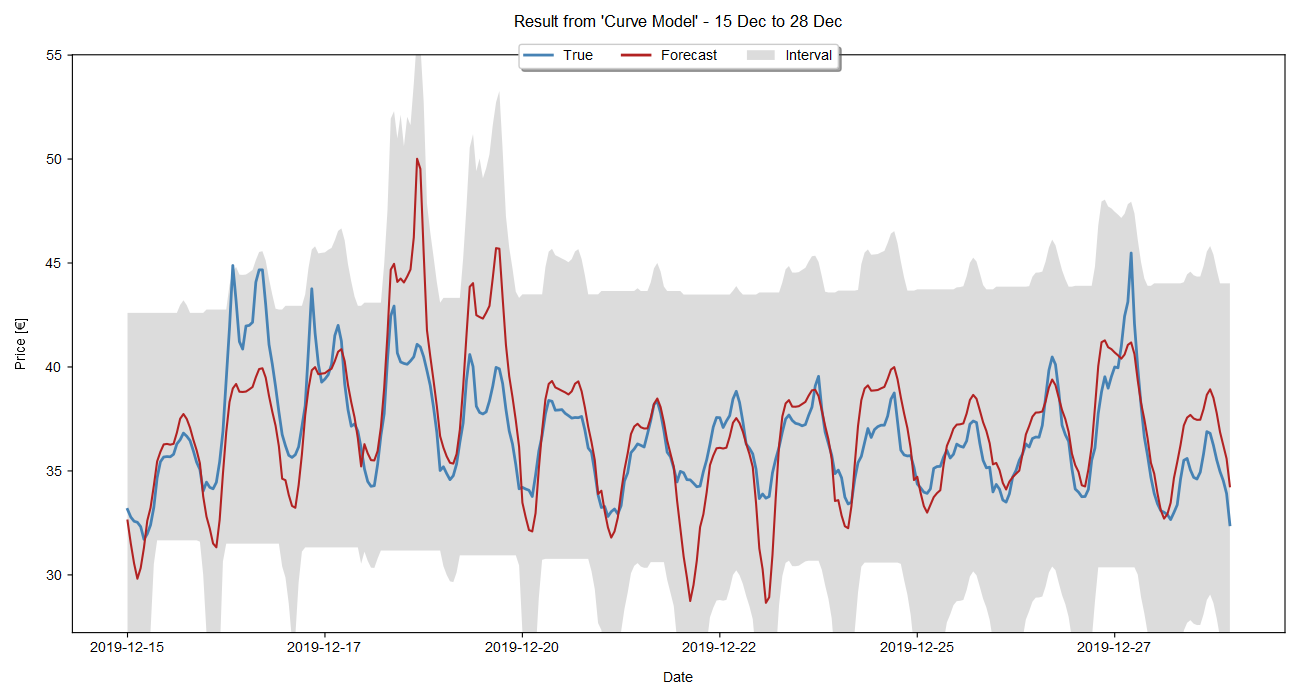 Result from 'Curve Model' - 15 Dec to 28 Dec
True Forecast Interval
55
50
45
40
35
30
Price [€]
2019-12-15 2019-12-17 2019-12-20 2019-12-22 2019-12-25 2019-12-27
Date